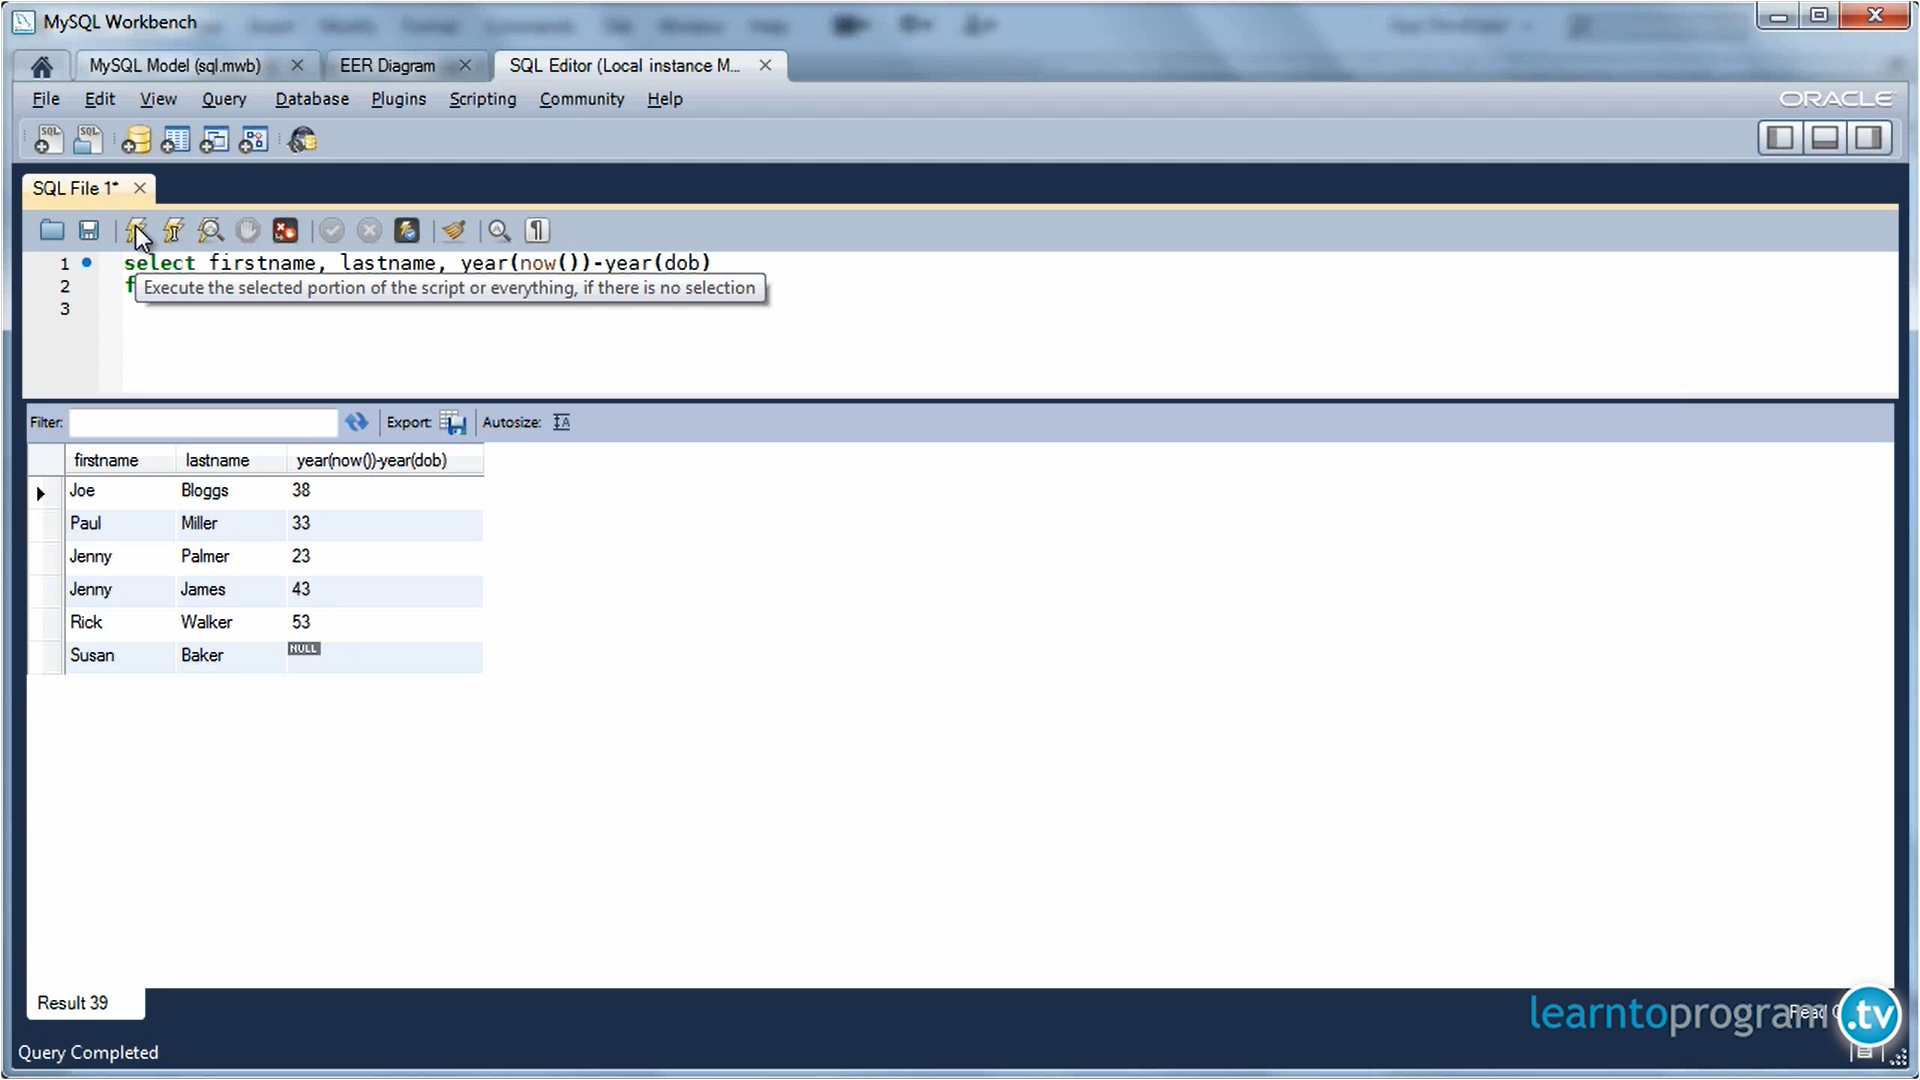 MySQL Workbench
MySQL Model (sql.mwb)
EER Diagram
SQL Editor (Local instance M...
File Edit View Query Database Plugins Scripting Community Help
ORACLE
SQL SQL
SQL File 1*
1 select firstname, lastname, year(now())-year(dob)
2 f
Execute the selected portion of the script or everything, if there is no selection
3
Filter: Export: Autosize:
firstname lastname year(now())-year(dob)
Joe Bloggs 38
Paul Miller 33
Jenny Palmer 23
Jenny James 43
Rick Walker 53
Susan Baker NULL
Result 39
learntoprogram.tv
Query Completed